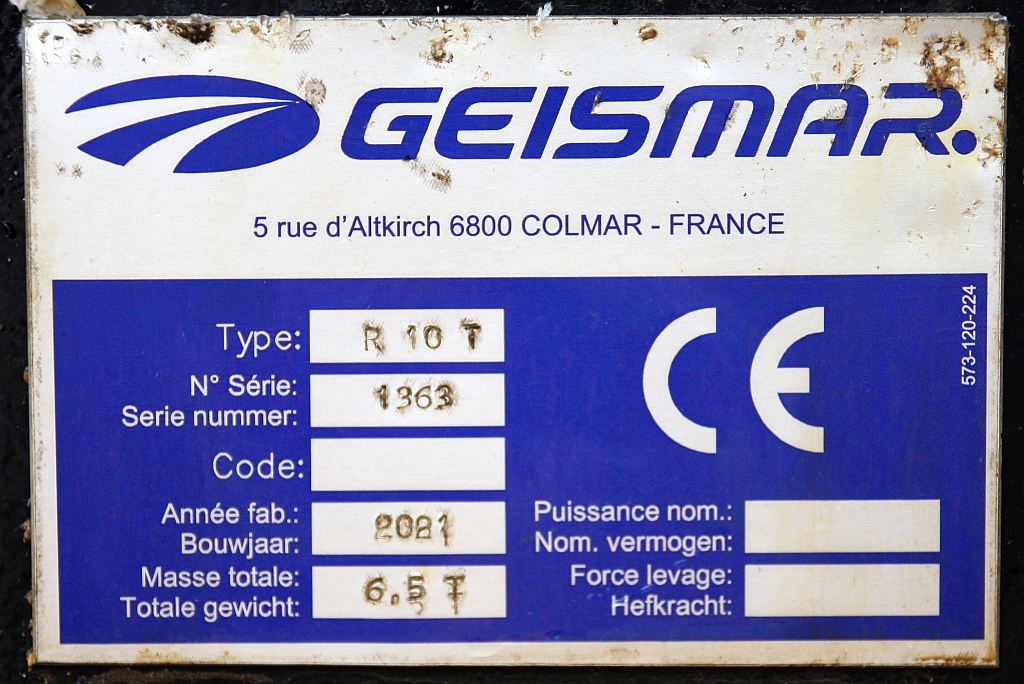 GEISMAR.
5 rue d'Altkirch 6800 COLMAR - FRANCE
573-120-224
Type: R 10 T
N° Série:
Serie nummer: 1363
CE
Code:
Année fab.:
Bouwjaar: 2021
Masse totale:
Totale gewicht: 6,5 T
Puissance nom.:
Nom. vermogen:
Force levage:
Hefkracht: